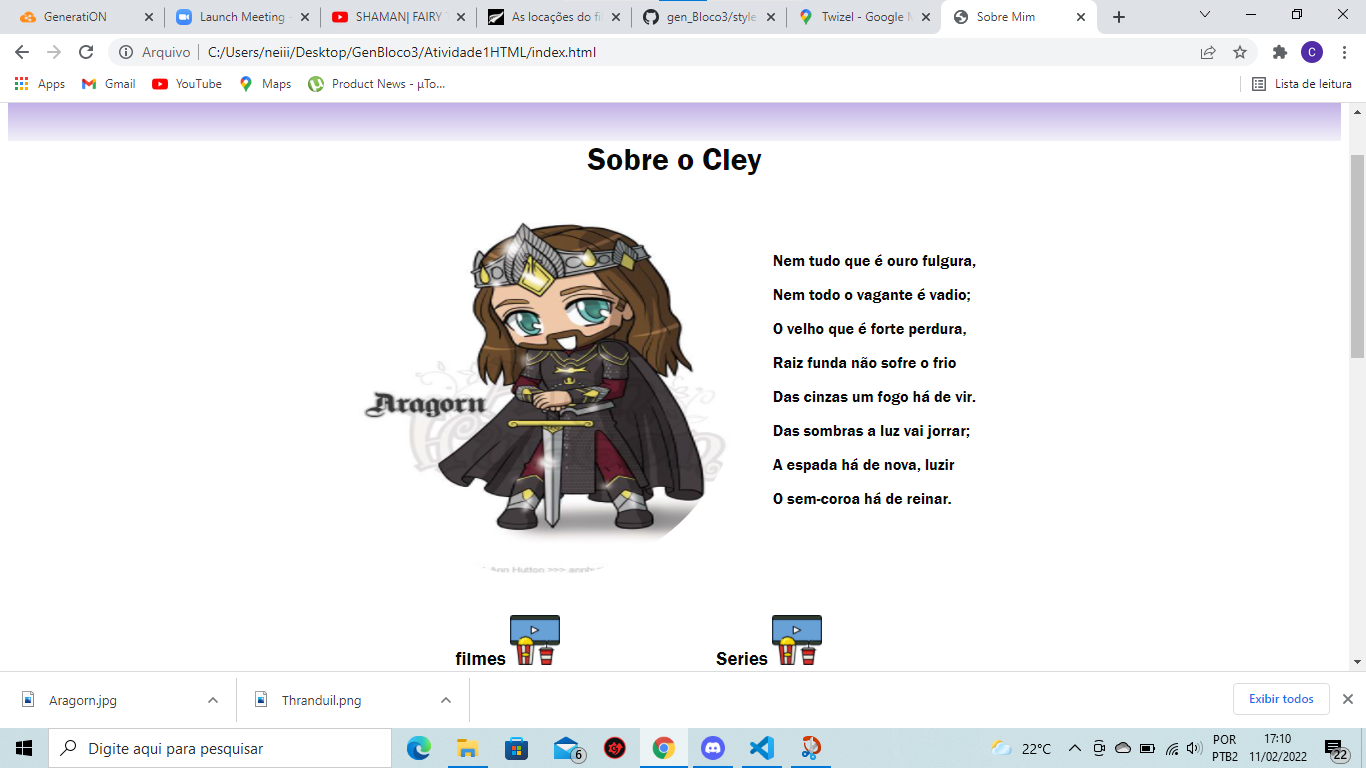 GeneratiON
Launch Meeting
SHAMAN| FAIRY
As locações do fi
gen_Bloco3/style
Twizel - Google M
Sobre Mim
Arquivo
C:/Users/neiii/Desktop/GenBloco3/Atividade1HTML/index.html
C
Apps
Gmail
YouTube
Maps
Product News - µTo...
Lista de leitura
Sobre o Cley
Aragorn
Nem tudo que é ouro fulgura,
Nem todo o vagante é vadio;
O velho que é forte perdura,
Raiz funda não sofre o frio
Das cinzas um fogo há de vir.
Das sombras a luz vai jorrar;
A espada há de nova, luzir
O sem-coroa há de reinar.
Ann Hutton >>>
filmes
Series
Aragorn.jpg
Thranduil.png
Exibir todos
Digite aqui para pesquisar
6
22°C
POR
PTB2
17:10
11/02/2022
22